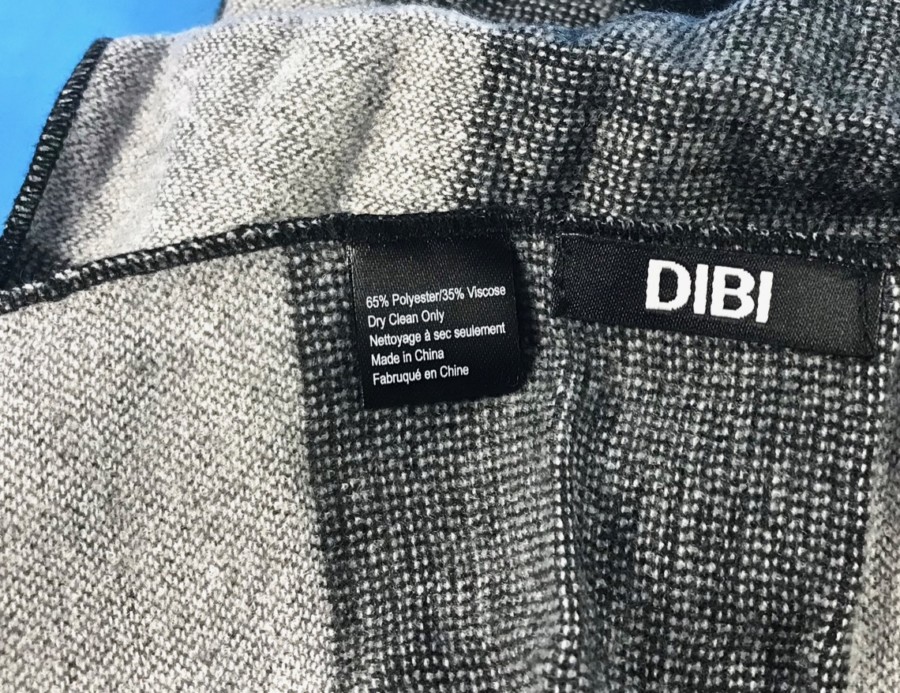 65% Polyester/35% Viscose
Dry Clean Only
Nettoyage à sec seulement
Made in China
Fabruqué en Chine
DIBI